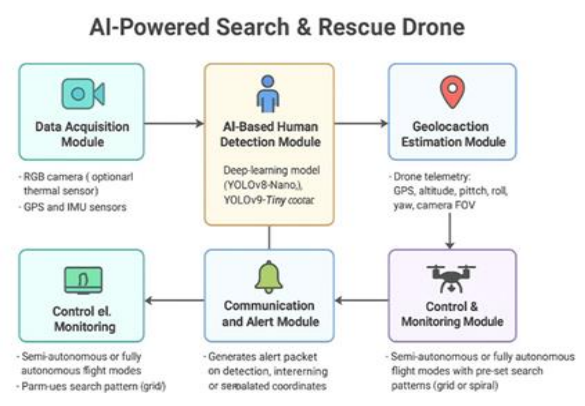 AI-Powered Search & Rescue Drone
Data Acquisition
Module
- RGB camera ( optionarl
thermal sensor)
- GPS and IMU sensors
AI-Based Human
Detection Module
Deep-learning model
(YOLOv8-Nano,),
YOLOv9-Tiny coctar.
Geolocaction
Estimation Module
- Drone telemetry:
GPS, altitude, pittch, roll,
yaw, camera FOV
Control el.
Monitoring
- Semi-autonomous or fully
autonomous flight modes
- Parm-ues search pattern (grid/)
Communication
and Alert Module
- Generates alert packet
on detection, intererning
or semalated coordinates
Control &
Monitoring Module
- Semi-autonomous or fully autonomous
flight modes with pre-set search
patterns (grid or spiral)